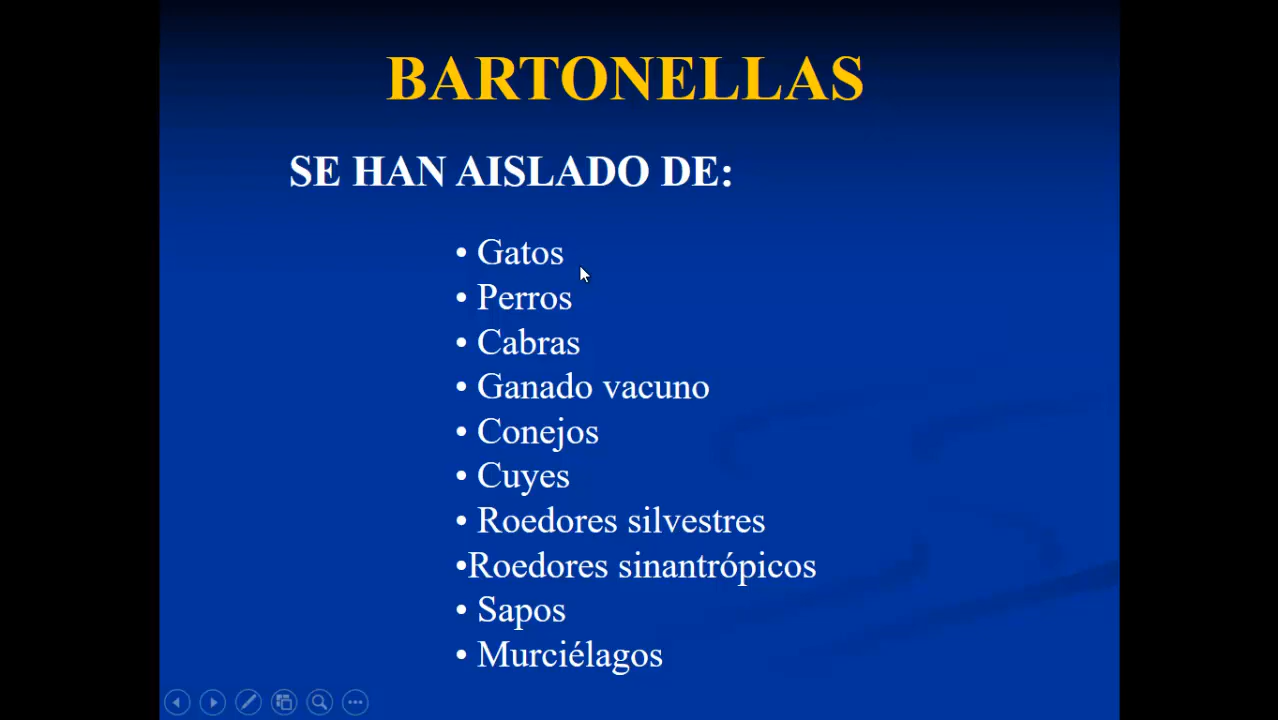 BARTONELLAS
SE HAN AISLADO DE:
• Gatos
• Perros
• Cabras
• Ganado vacuno
• Conejos
• Cuyes
• Roedores silvestres
•Roedores sinantrópicos
• Sapos
• Murciélagos